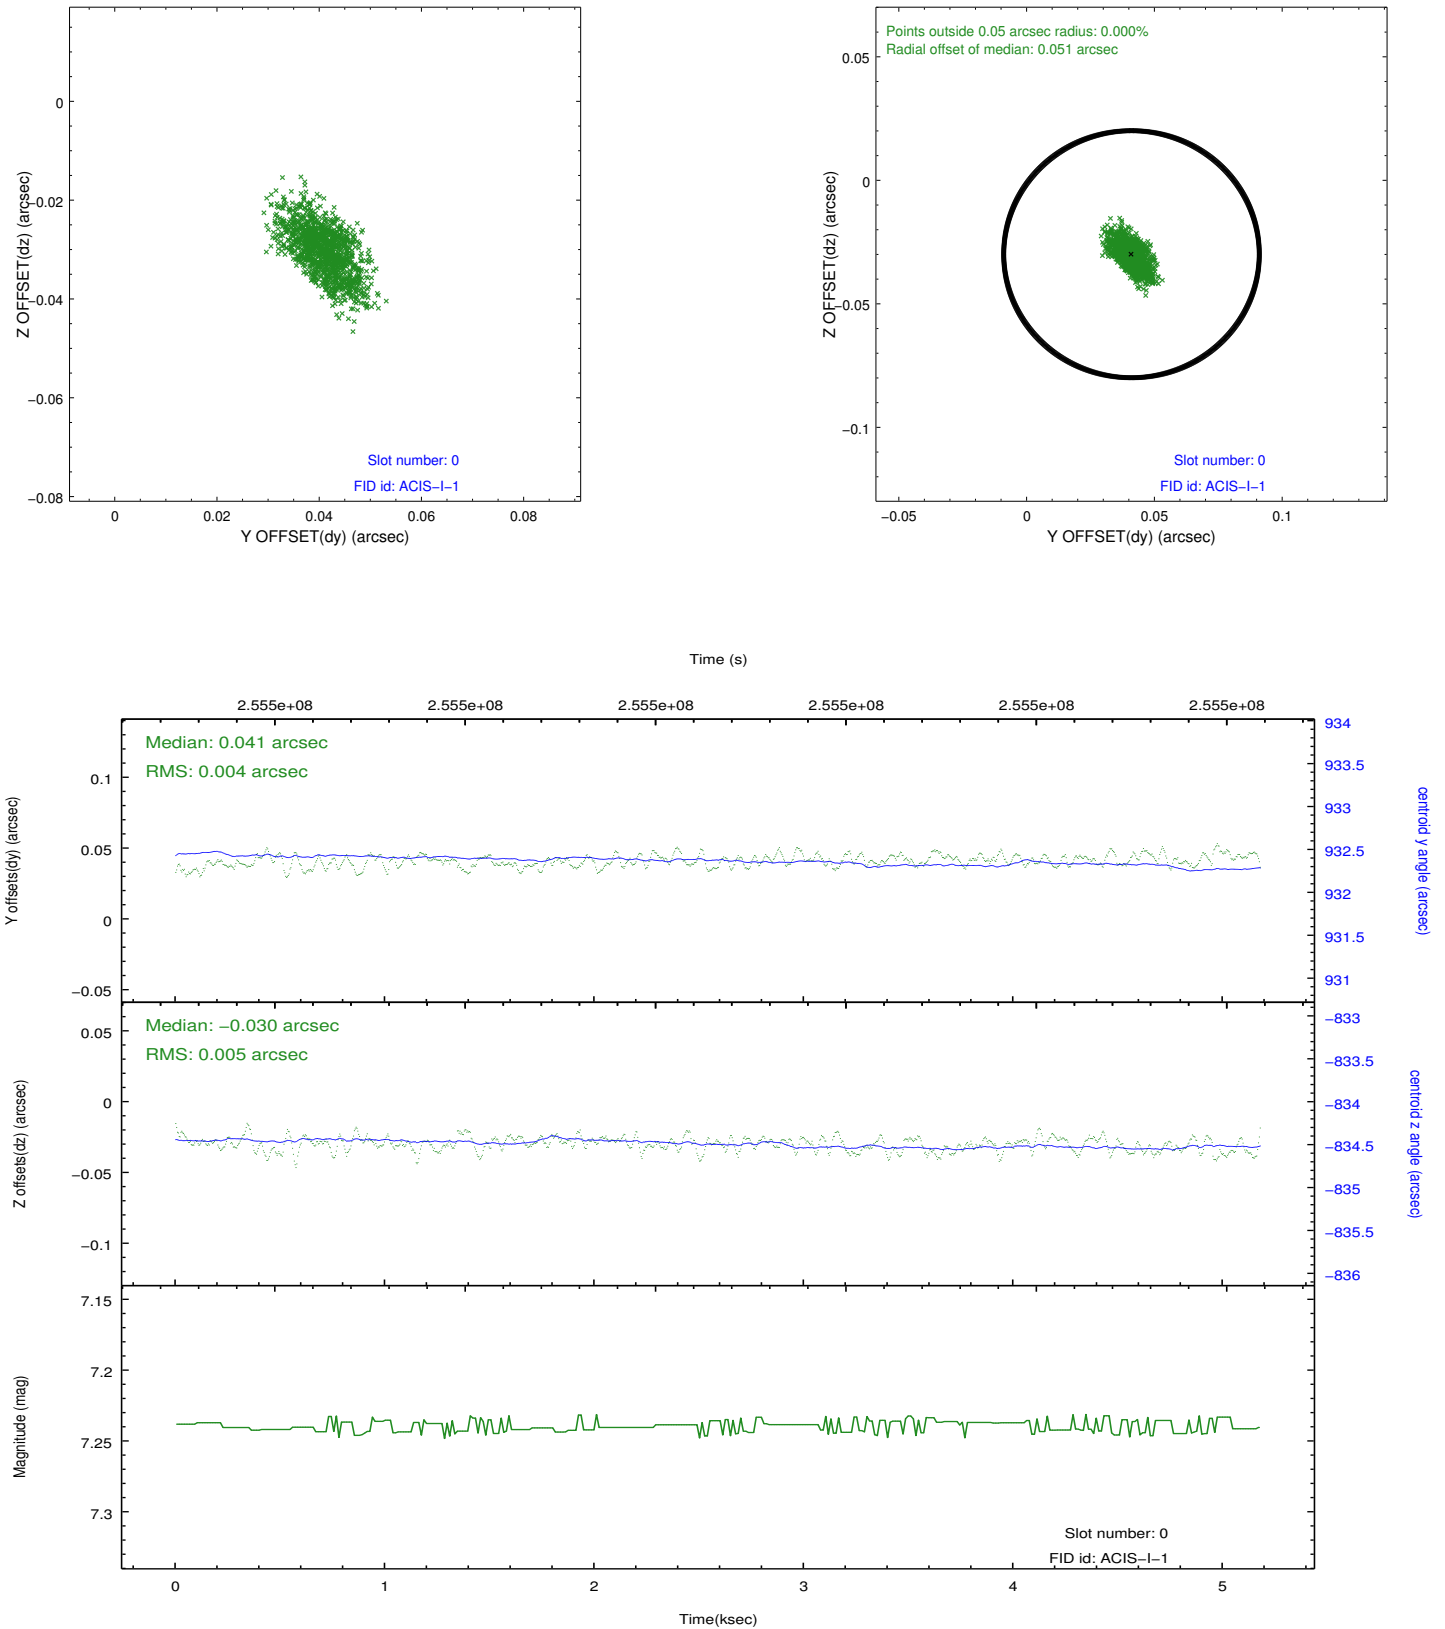 0
−0.02
−0.04
−0.06
−0.08
Z OFFSET(dz) (arcsec)
Slot number: 0
FID id: ACIS−I−1
0
0.02
0.04
0.06
0.08
Y OFFSET(dy) (arcsec)
Points outside 0.05 arcsec radius: 0.000%
Radial offset of median: 0.051 arcsec
0.05
0
−0.05
−0.1
Z OFFSET(dz) (arcsec)
Slot number: 0
FID id: ACIS−I−1
−0.05
0
0.05
0.1
Y OFFSET(dy) (arcsec)
Time (s)
2.555e+08
2.555e+08
2.555e+08
2.555e+08
2.555e+08
2.555e+08
Median: 0.041 arcsec
RMS: 0.004 arcsec
0.1
0.05
0
−0.05
Y offsets(dy) (arcsec)
934
933.5
933
932.5
932
931.5
931
centroid y angle (arcsec)
Median: −0.030 arcsec
RMS: 0.005 arcsec
0.05
0
−0.05
−0.1
Z offsets(dz) (arcsec)
−833
−833.5
−834
−834.5
−835
−835.5
−836
centroid z angle (arcsec)
7.15
7.2
7.25
7.3
Magnitude (mag)
Slot number: 0
FID id: ACIS−I−1
0
1
2
3
4
5
Time(ksec)